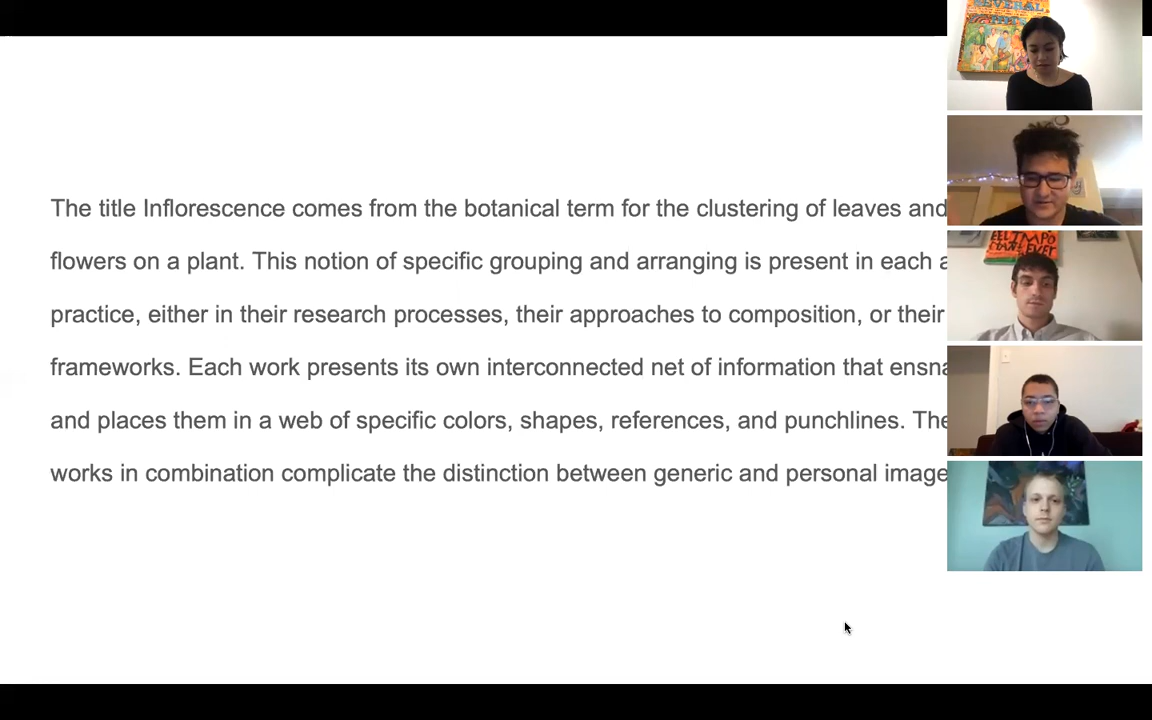 The title Inflorescence comes from the botanical term for the clustering of leaves and
flowers on a plant. This notion of specific grouping and arranging is present in each
practice, either in their research processes, their approaches to composition, or their
frameworks. Each work presents its own interconnected net of information that
and places them in a web of specific colors, shapes, references, and punchlines. The
works in combination complicate the distinction between generic and personal image
SEVERAL